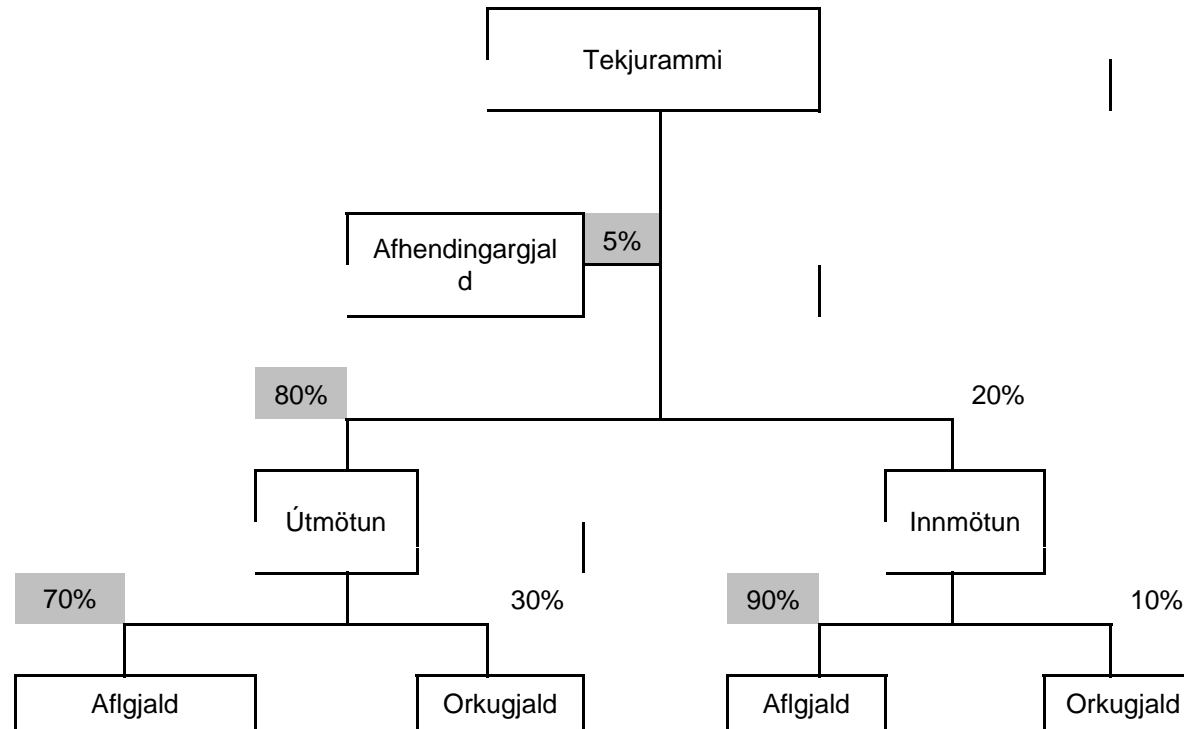 Tekjurammi
Afhendingargjal
d
5%
80%
20%
Útmötun
Innmötun
70%
30%
90%
10%
Aflgjald
Orkugjald
Aflgjald
Orkugjald